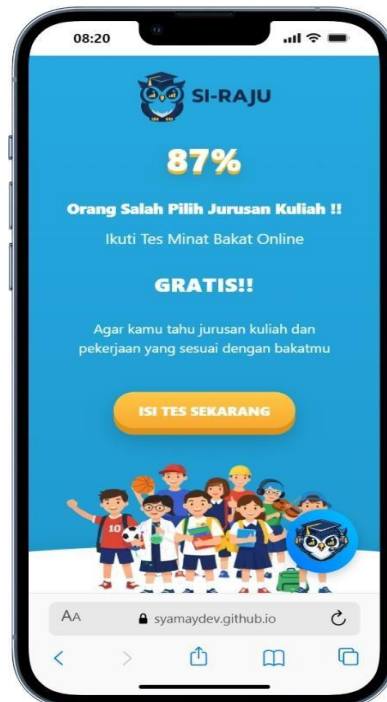 08:20
SI-RAJU
87%
Orang Salah Pilih Jurusan Kuliah !!
Ikuti Tes Minat Bakat Online
GRATIS!!
Agar kamu tahu jurusan kuliah dan
pekerjaan yang sesuai dengan bakatmu
ISI TES SEKARANG
10
AA
syamaydev.github.io